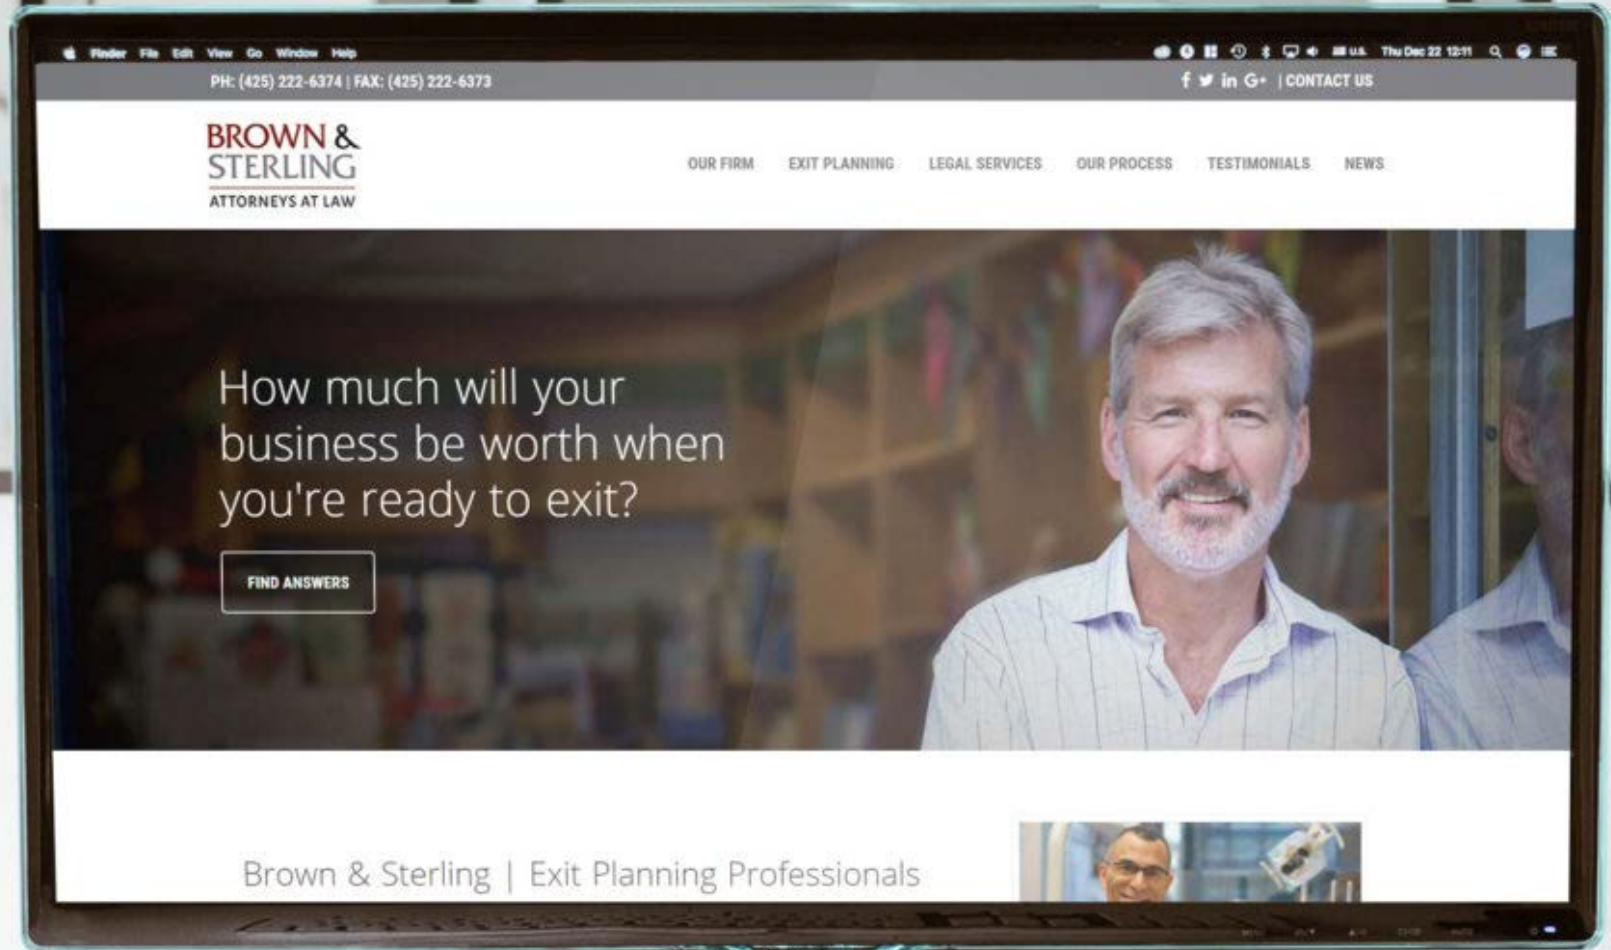 Finder File Edit View Go Window Help
U.S. Thu Dec 22 12:11
PH: (425) 222-6374 | FAX: (425) 222-6373
f in G+ | CONTACT US
BROWN &
STERLING
ATTORNEYS AT LAW
OUR FIRM EXIT PLANNING LEGAL SERVICES OUR PROCESS TESTIMONIALS NEWS
How much will your
business be worth when
you're ready to exit?
FIND ANSWERS
Brown & Sterling | Exit Planning Professionals